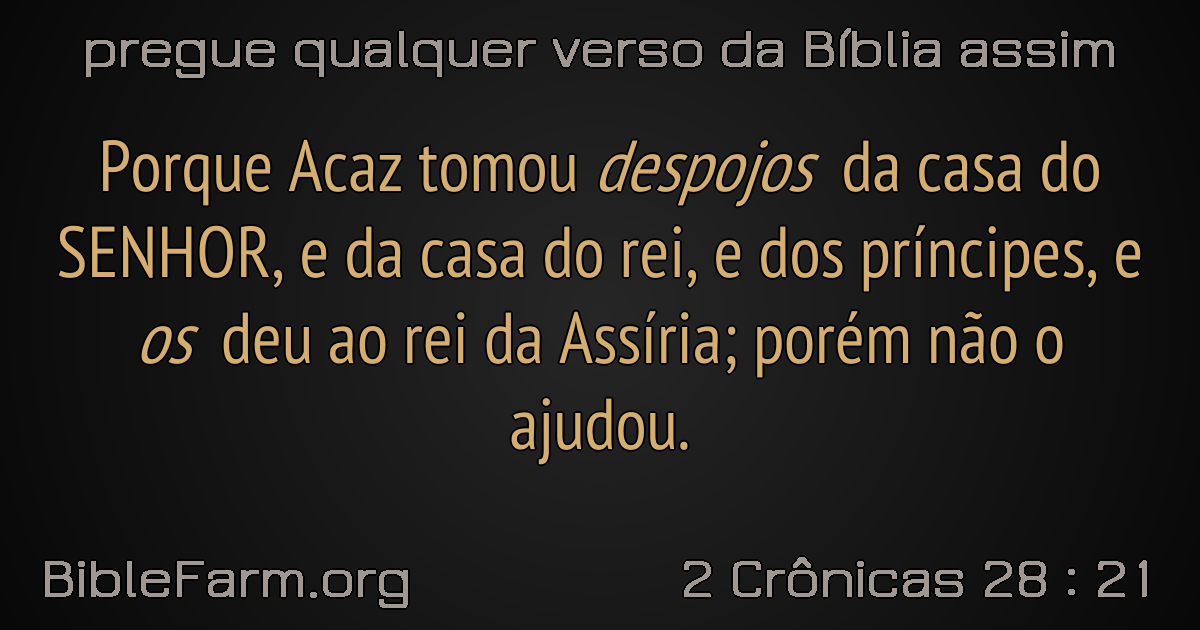 pregue qualquer verso da Bíblia assim
Porque Acaz tomou despojos da casa do
SENHOR, e da casa do rei, e dos príncipes, e
os deu ao rei da Assíria; porém não o
ajudou.
BibleFarm.org
2 Crônicas 28 : 21